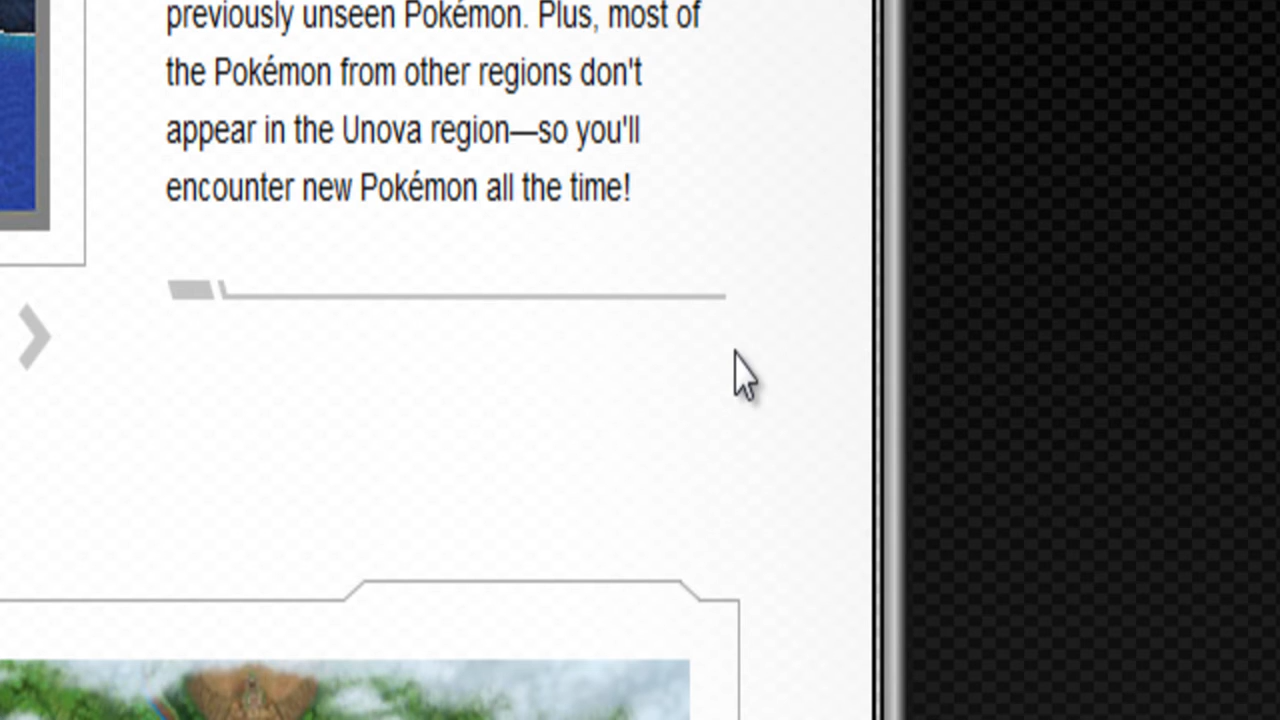 previously unseen Pokémon. Plus, most of
the Pokémon from other regions don't
appear in the Unova region—so you'll
encounter new Pokémon all the time!